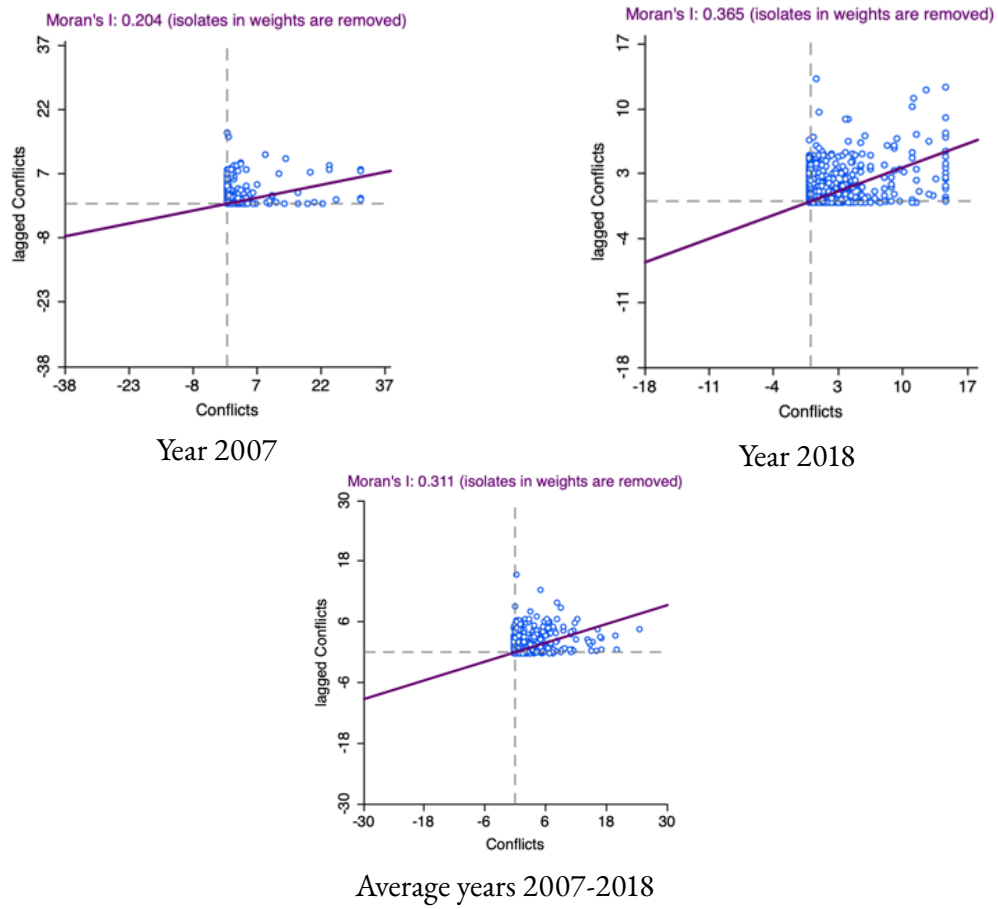 Moran's I: 0.204 (isolates in weights are removed)
37
22
7
-8
-23
-38
lagged Conflicts
-38 -23 -8 7 22 37
Conflicts
Year 2007
Moran's I: 0.365 (isolates in weights are removed)
17
10
3
-4
-11
-18
lagged Conflicts
-18 -11 -4 3 10 17
Conflicts
Year 2018
Moran's I: 0.311 (isolates in weights are removed)
30
18
6
-6
-18
-30
lagged Conflicts
-30 -18 -6 6 18 30
Conflicts
Average years 2007-2018